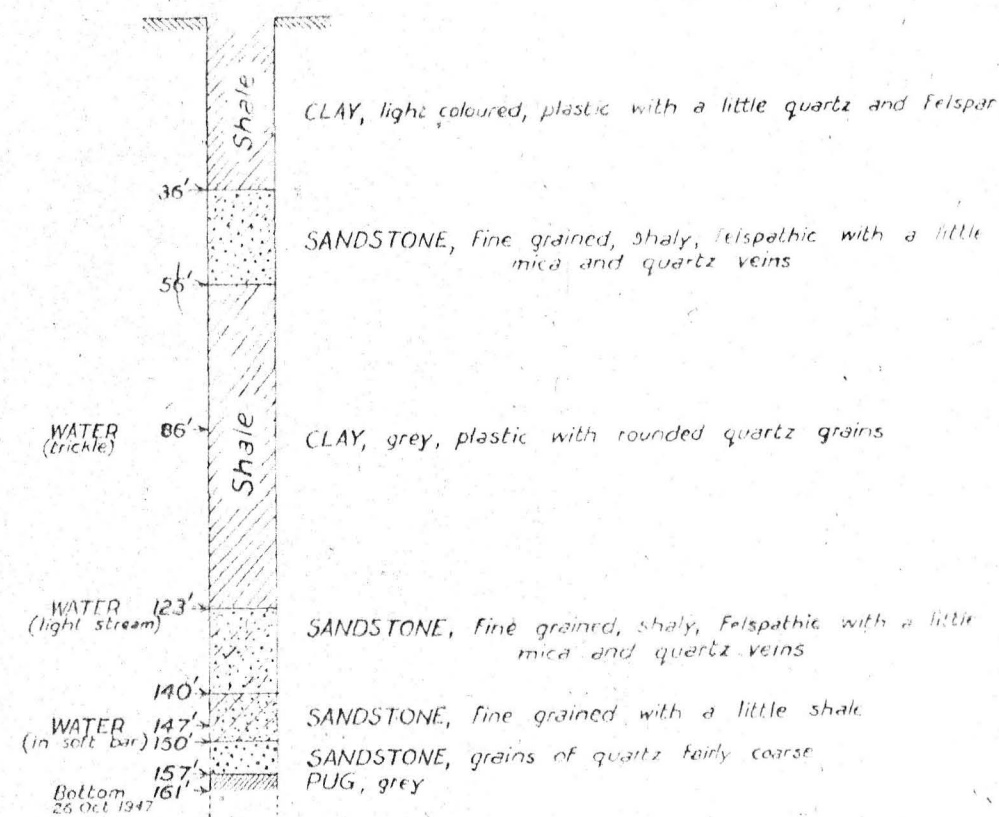 Shale
CLAY, light coloured, plastic with a little quartz and Felspar
36'
SANDSTONE, Fine grained, shaly, felspathic with a little
mica and quartz veins
56'
Shale
WATER 86'
(trickle)
CLAY, grey, plastic with rounded quartz grains
WATER 123'
(light stream)
SANDSTONE, Fine grained, shaly, Felspathic with a little
mica and quartz veins
140'
SANDSTONE, fine grained with a little shale
WATER 147'
(in soft bar) 150'
SANDSTONE, grains of quartz fairly coarse
157'
PUG, grey
Bottom 161'
26 Oct 1947